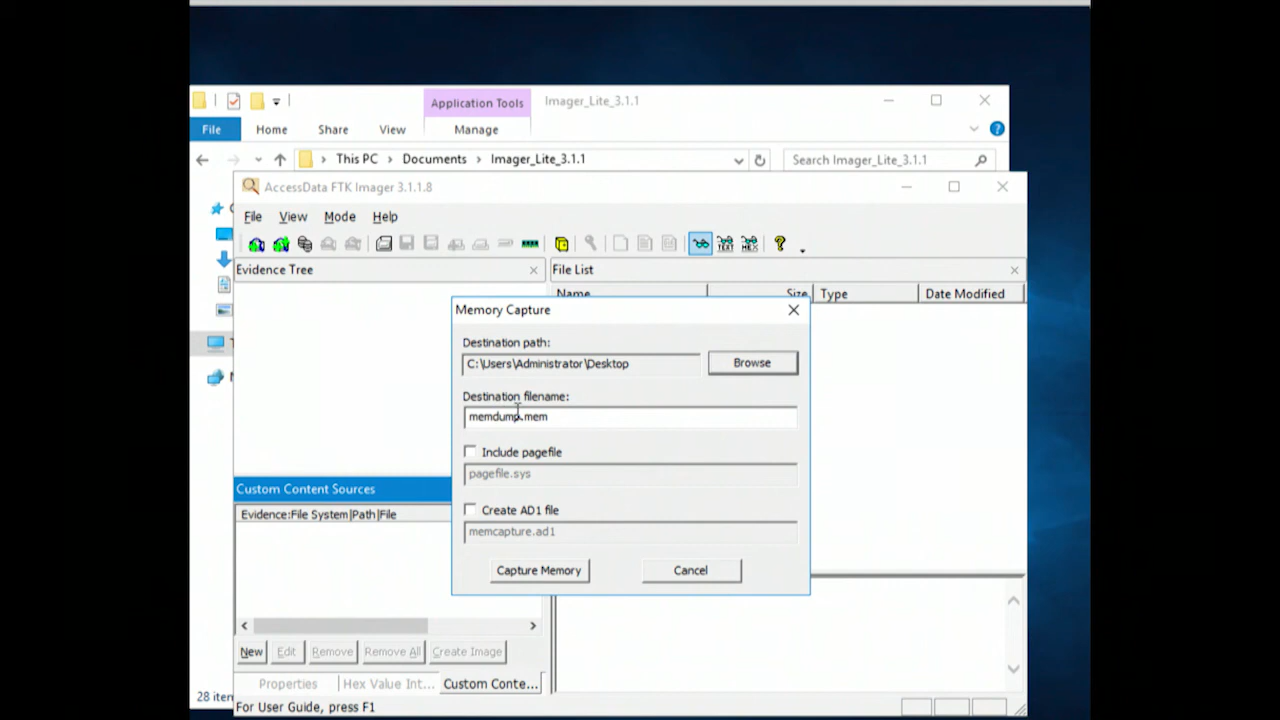 Application Tools
Imager_Lite_3.1.1
File
Home
Share
View
Manage
This PC
Documents
Imager_Lite_3.1.1
Search Imager_Lite_3.1.1
AccessData FTK Imager 3.1.1.8
File
View
Mode
Help
TEXT
HEX
Evidence Tree
File List
Name
Size
Type
Date Modified
Memory Capture
Destination path:
C:\Users\Administrator\Desktop
Browse
Destination filename:
memdump.mem
Include pagefile
pagefile.sys
Create AD1 file
memcapture.ad1
Capture Memory
Cancel
Custom Content Sources
Evidence:File System|Path|File
New
Edit
Remove
Remove All
Create Image
Properties
Hex Value Int...
Custom Conte...
28 iten
For User Guide, press F1